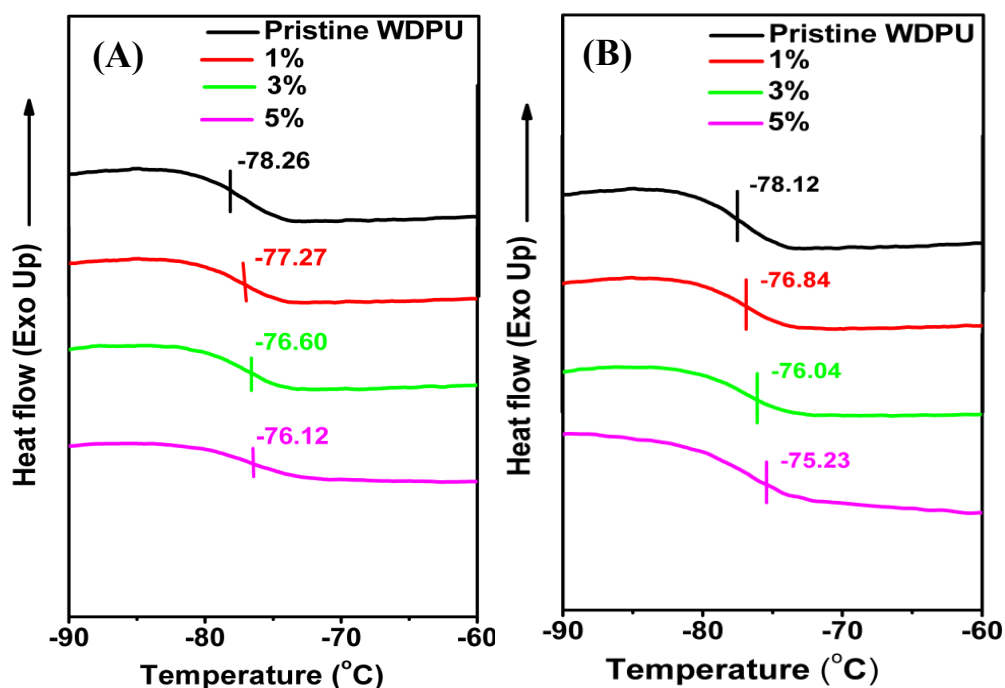 (A)
Pristine WDPU
1%
3%
5%
-78.26
-77.27
-76.60
-76.12
Heat flow (Exo Up)
-90 -80 -70 -60
Temperature (°C)
(B)
Pristine WDPU
1%
3%
5%
-78.12
-76.84
-76.04
-75.23
Heat flow (Exo Up)
-90 -80 -70 -60
Temperature (°C)